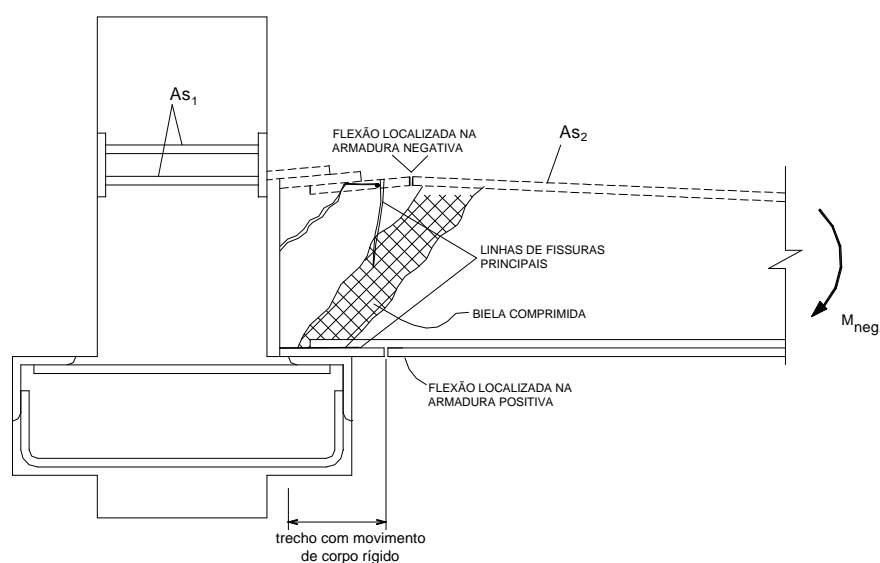 As1
FLEXÃO LOCALIZADA NA
ARMADURA NEGATIVA
As2
LINHAS DE FISSURAS
PRINCIPAIS
BIELA COMPRIMIDA
Mneg
FLEXÃO LOCALIZADA NA
ARMADURA POSITIVA
trecho com movimento
de corpo rígido